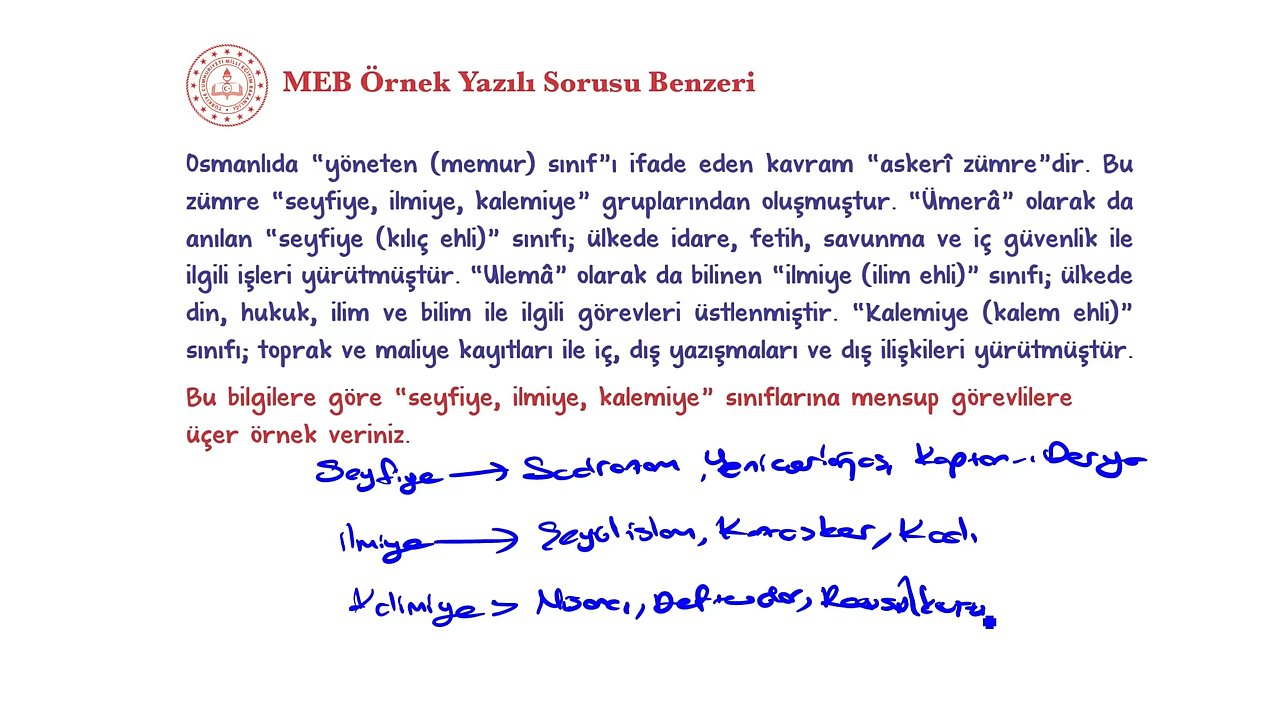 MEB Örnek Yazılı Sorusu Benzeri
Osmanlıda “yöneten (memur) sınıf”ı ifade eden kavram “askerî zümre”dir. Bu
zümre “seyfiye, ilmiye, kalemiye” gruplarından oluşmuştur. “Ümerâ” olarak da
anılan “seyfiye (kılıç ehli)” sınıfı; ülkede idare, fetih, savunma ve iç güvenlik ile
ilgili işleri yürütmüştür. “Ulemâ” olarak da bilinen “ilmiye (ilim ehli)” sınıfı; ülkede
din, hukuk, ilim ve bilim ile ilgili görevleri üstlenmiştir. “Kalemiye (kalem ehli)”
sınıfı; toprak ve maliye kayıtları ile iç, dış yazışmaları ve dış ilişkileri yürütmüştür.
Bu bilgilere göre “seyfiye, ilmiye, kalemiye” sınıflarına mensup görevlilere
üçer örnek veriniz.
Seyfiye → Sadrazam, Yeniçeriağası, Kaptan-ı Derya
ilmiye → Şeyülislam, Kazasker, Kadı
Kalimiye > Nişancı, Defterdar, Reisülküttap